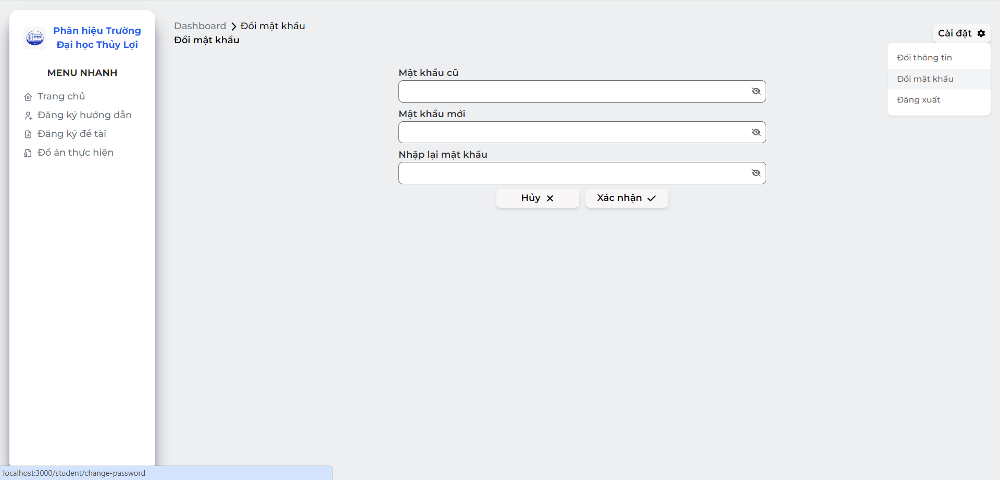 Phân hiệu Trường
Đại học Thủy Lợi
MENU NHANH
Trang chủ
Đăng ký hướng dẫn
Đăng ký đề tài
Đồ án thực hiện
Dashboard > Đổi mật khẩu
Đổi mật khẩu
Mật khẩu cũ
Mật khẩu mới
Nhập lại mật khẩu
Hủy
Xác nhận
Cài đặt
Đổi thông tin
Đổi mật khẩu
Đăng xuất
localhost:3000/student/change-password